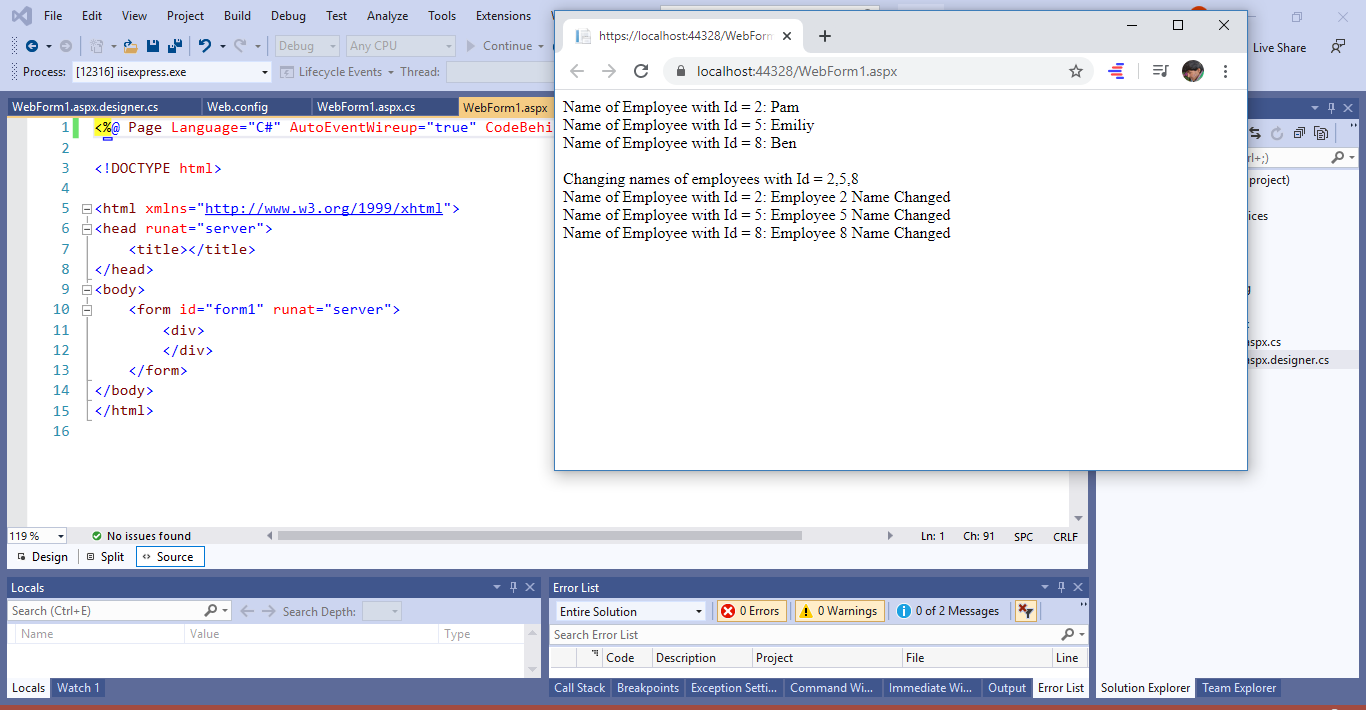 File Edit View Project Build Debug Test Analyze Tools Extensions
Debug Any CPU Continue
Live Share
Process: [12316] iisexpress.exe Lifecycle Events Thread:
WebForm1.aspx.designer.cs Web.config WebForm1.aspx.cs WebForm1.aspx
1 <%@ Page Language="C#" AutoEventWireup="true" CodeBehi
2
3 <!DOCTYPE html>
4
5 <html xmlns="http://www.w3.org/1999/xhtml">
6 <head runat="server">
7 <title></title>
8 </head>
9 <body>
10 <form id="form1" runat="server">
11 <div>
12 </div>
13 </form>
14 </body>
15 </html>
16
119 % No issues found Ln: 1 Ch: 91 SPC CRLF
Design Split Source
https://localhost:44328/WebForm
localhost:44328/WebForm1.aspx
Name of Employee with Id = 2: Pam
Name of Employee with Id = 5: Emiliy
Name of Employee with Id = 8: Ben
Changing names of employees with Id = 2,5,8
Name of Employee with Id = 2: Employee 2 Name Changed
Name of Employee with Id = 5: Employee 5 Name Changed
Name of Employee with Id = 8: Employee 8 Name Changed
rl+;)
project)
ices
aspx.cs
aspx.designer.cs
Locals
Search (Ctrl+E) Search Depth:
Name Value Type
Locals Watch 1
Error List
Entire Solution 0 Errors 0 Warnings 0 of 2 Messages
Search Error List
Code Description Project File Line
Call Stack Breakpoints Exception Setti... Command Wi... Immediate Wi... Output Error List
Solution Explorer Team Explorer